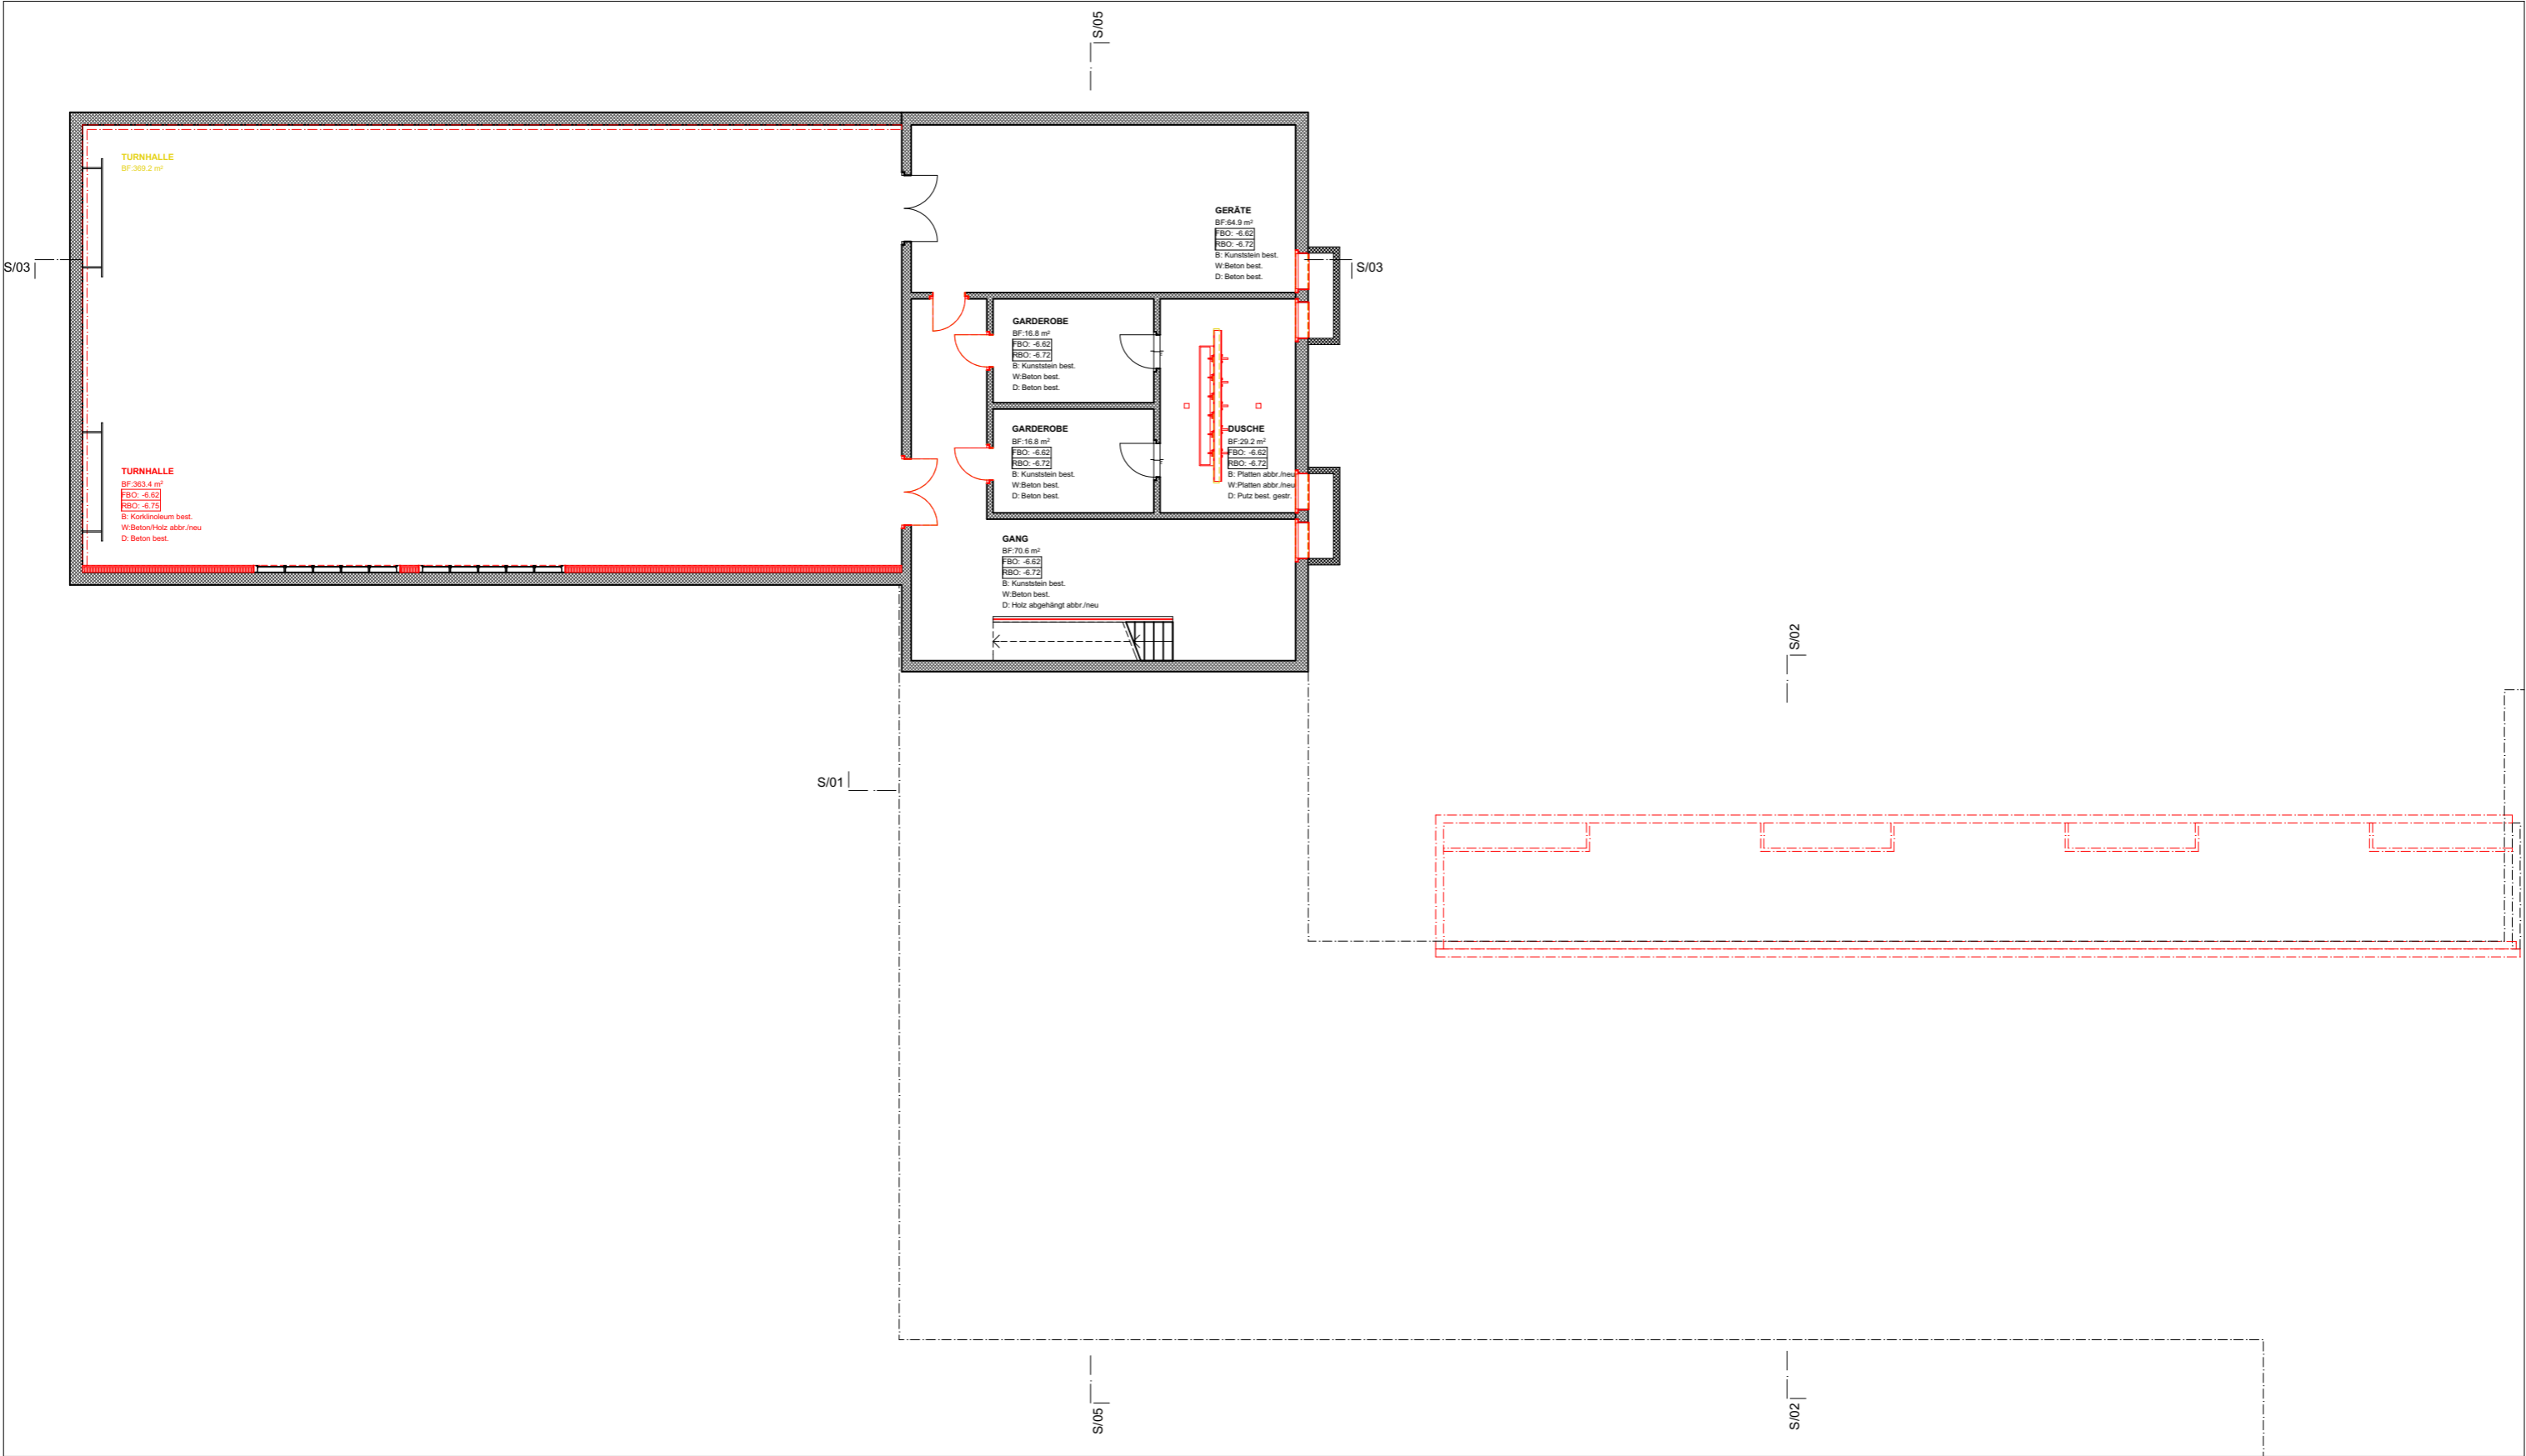 S/05
TURNHALLE
BF:369.2 m²
GERÄTE
BF:64.9 m²
FBO: -6.62
RBO: -6.72
B: Kunststein best.
W:Beton best.
D: Beton best.
S/03
S/03
GARDEROBE
BF:16.8 m²
FBO: -6.62
RBO: -6.72
B: Kunststein best.
W:Beton best.
D: Beton best.
GARDEROBE
BF:16.8 m²
FBO: -6.62
RBO: -6.72
B: Kunststein best.
W:Beton best.
D: Beton best.
DUSCHE
BF:29.2 m²
FBO: -6.62
RBO: -6.72
B: Platten abbr./neu
W:Platten abbr./neu
D: Putz best. gestr.
TURNHALLE
BF:363.4 m²
FBO: -6.62
RBO: -6.75
B: Korklinoleum best.
W:Beton/Holz abbr./neu
D: Beton best.
GANG
BF:70.6 m²
FBO: -6.62
RBO: -6.72
B: Kunststein best.
W:Beton best.
D: Holz abgehängt abbr./neu
S/02
S/01
S/05
S/02